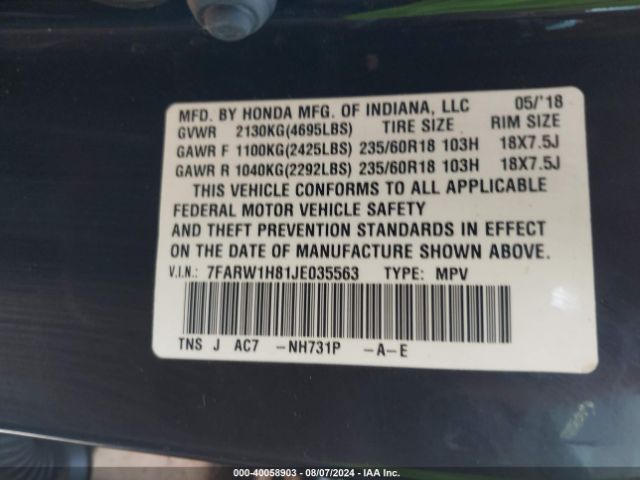 MFD. BY HONDA MFG. OF INDIANA, LLC 05/'18
GVWR 2130KG(4695LBS) TIRE SIZE RIM SIZE
GAWR F 1100KG(2425LBS) 235/60R18 103H 18X7.5J
GAWR R 1040KG(2292LBS) 235/60R18 103H 18X7.5J
THIS VEHICLE CONFORMS TO ALL APPLICABLE
FEDERAL MOTOR VEHICLE SAFETY
AND THEFT PREVENTION STANDARDS IN EFFECT
ON THE DATE OF MANUFACTURE SHOWN ABOVE.
V.I.N.: 7FARW1H81JE035563 TYPE: MPV
TNS J AC7 -NH731P -A-E
000-40058903 - 08/07/2024 - IAA Inc.